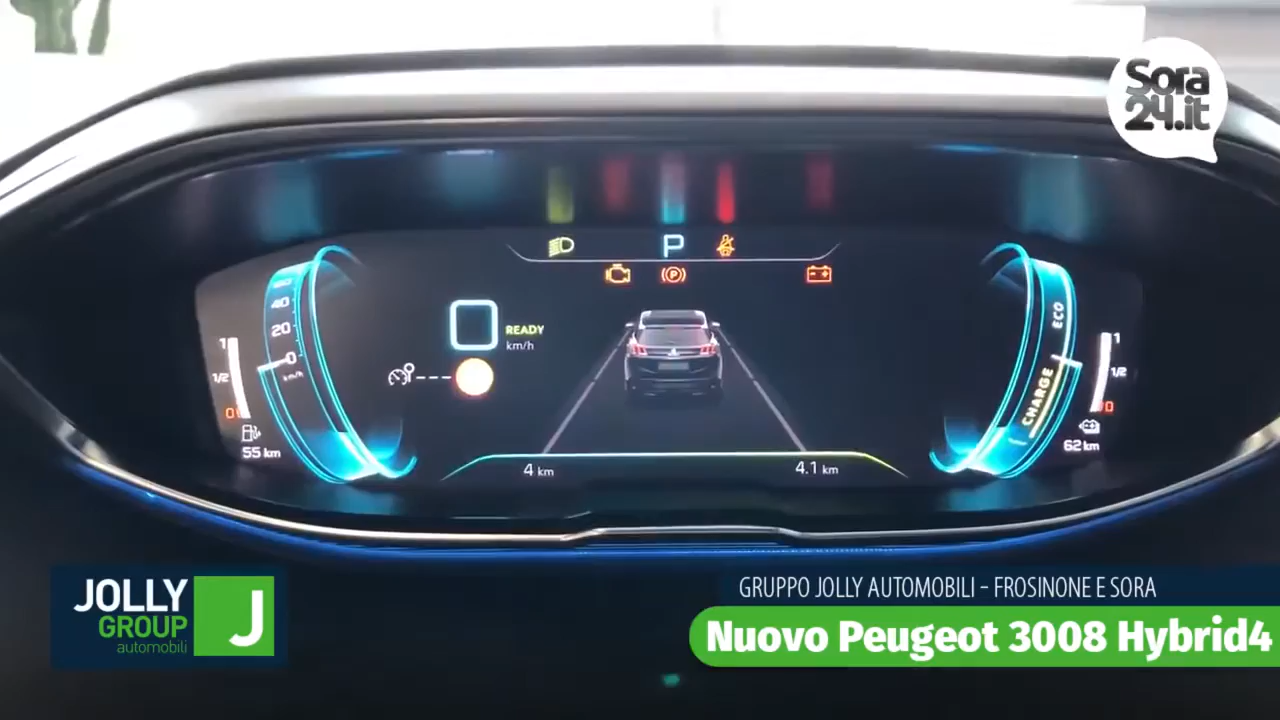 Sora
24.it
P
P
40
20
0
km/h
READY
km/h
ECO
CHARGE
1
1/2
0
55 km
1
1/2
0
62 km
4 km
4.1 km
JOLLY
GROUP
automobili
J
GRUPPO JOLLY AUTOMOBILI - FROSINONE E SORA
Nuovo Peugeot 3008 Hybrid4